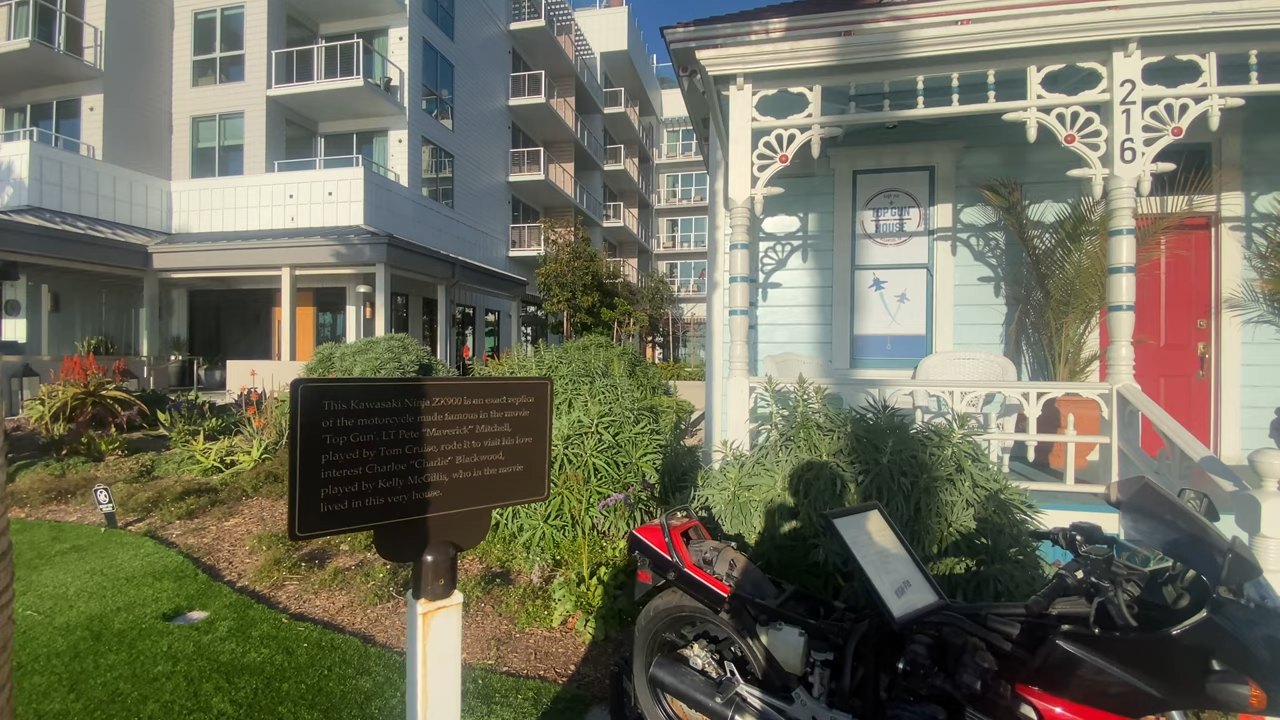 216
TOP GUN
HOUSE
This Kawasaki Ninja ZX900 is an exact replica
of the motorcycle made famous in the movie
'Top Gun'. LT Pete "Maverick" Mitchell,
played by Tom Cruise, rode it to visit his love
interest Charloe "Charlie" Blackwood,
played by Kelly McGillis, who in the movie
lived in this very house.